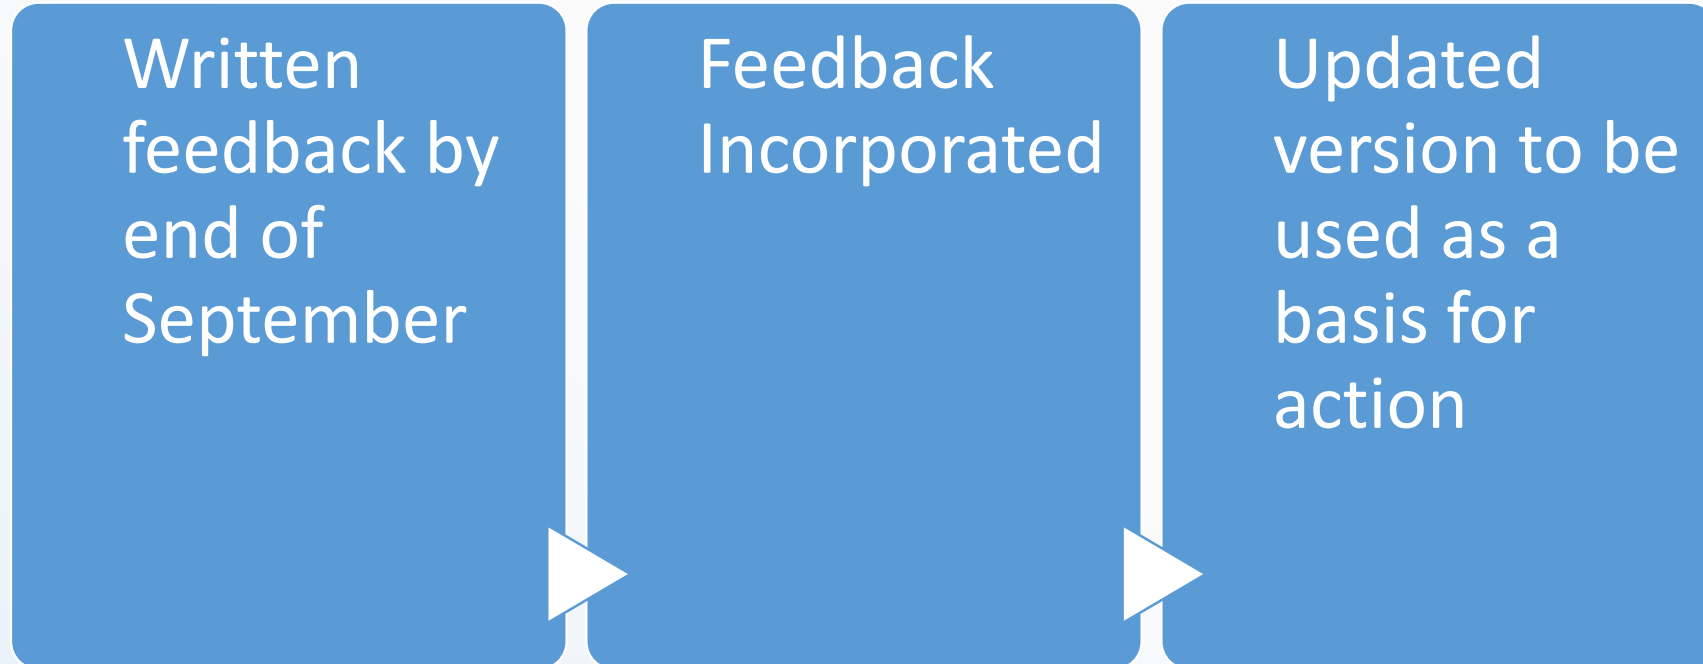 Written
feedback by
end of
September
Feedback
Incorporated
Updated
version to be
used as a
basis for
action